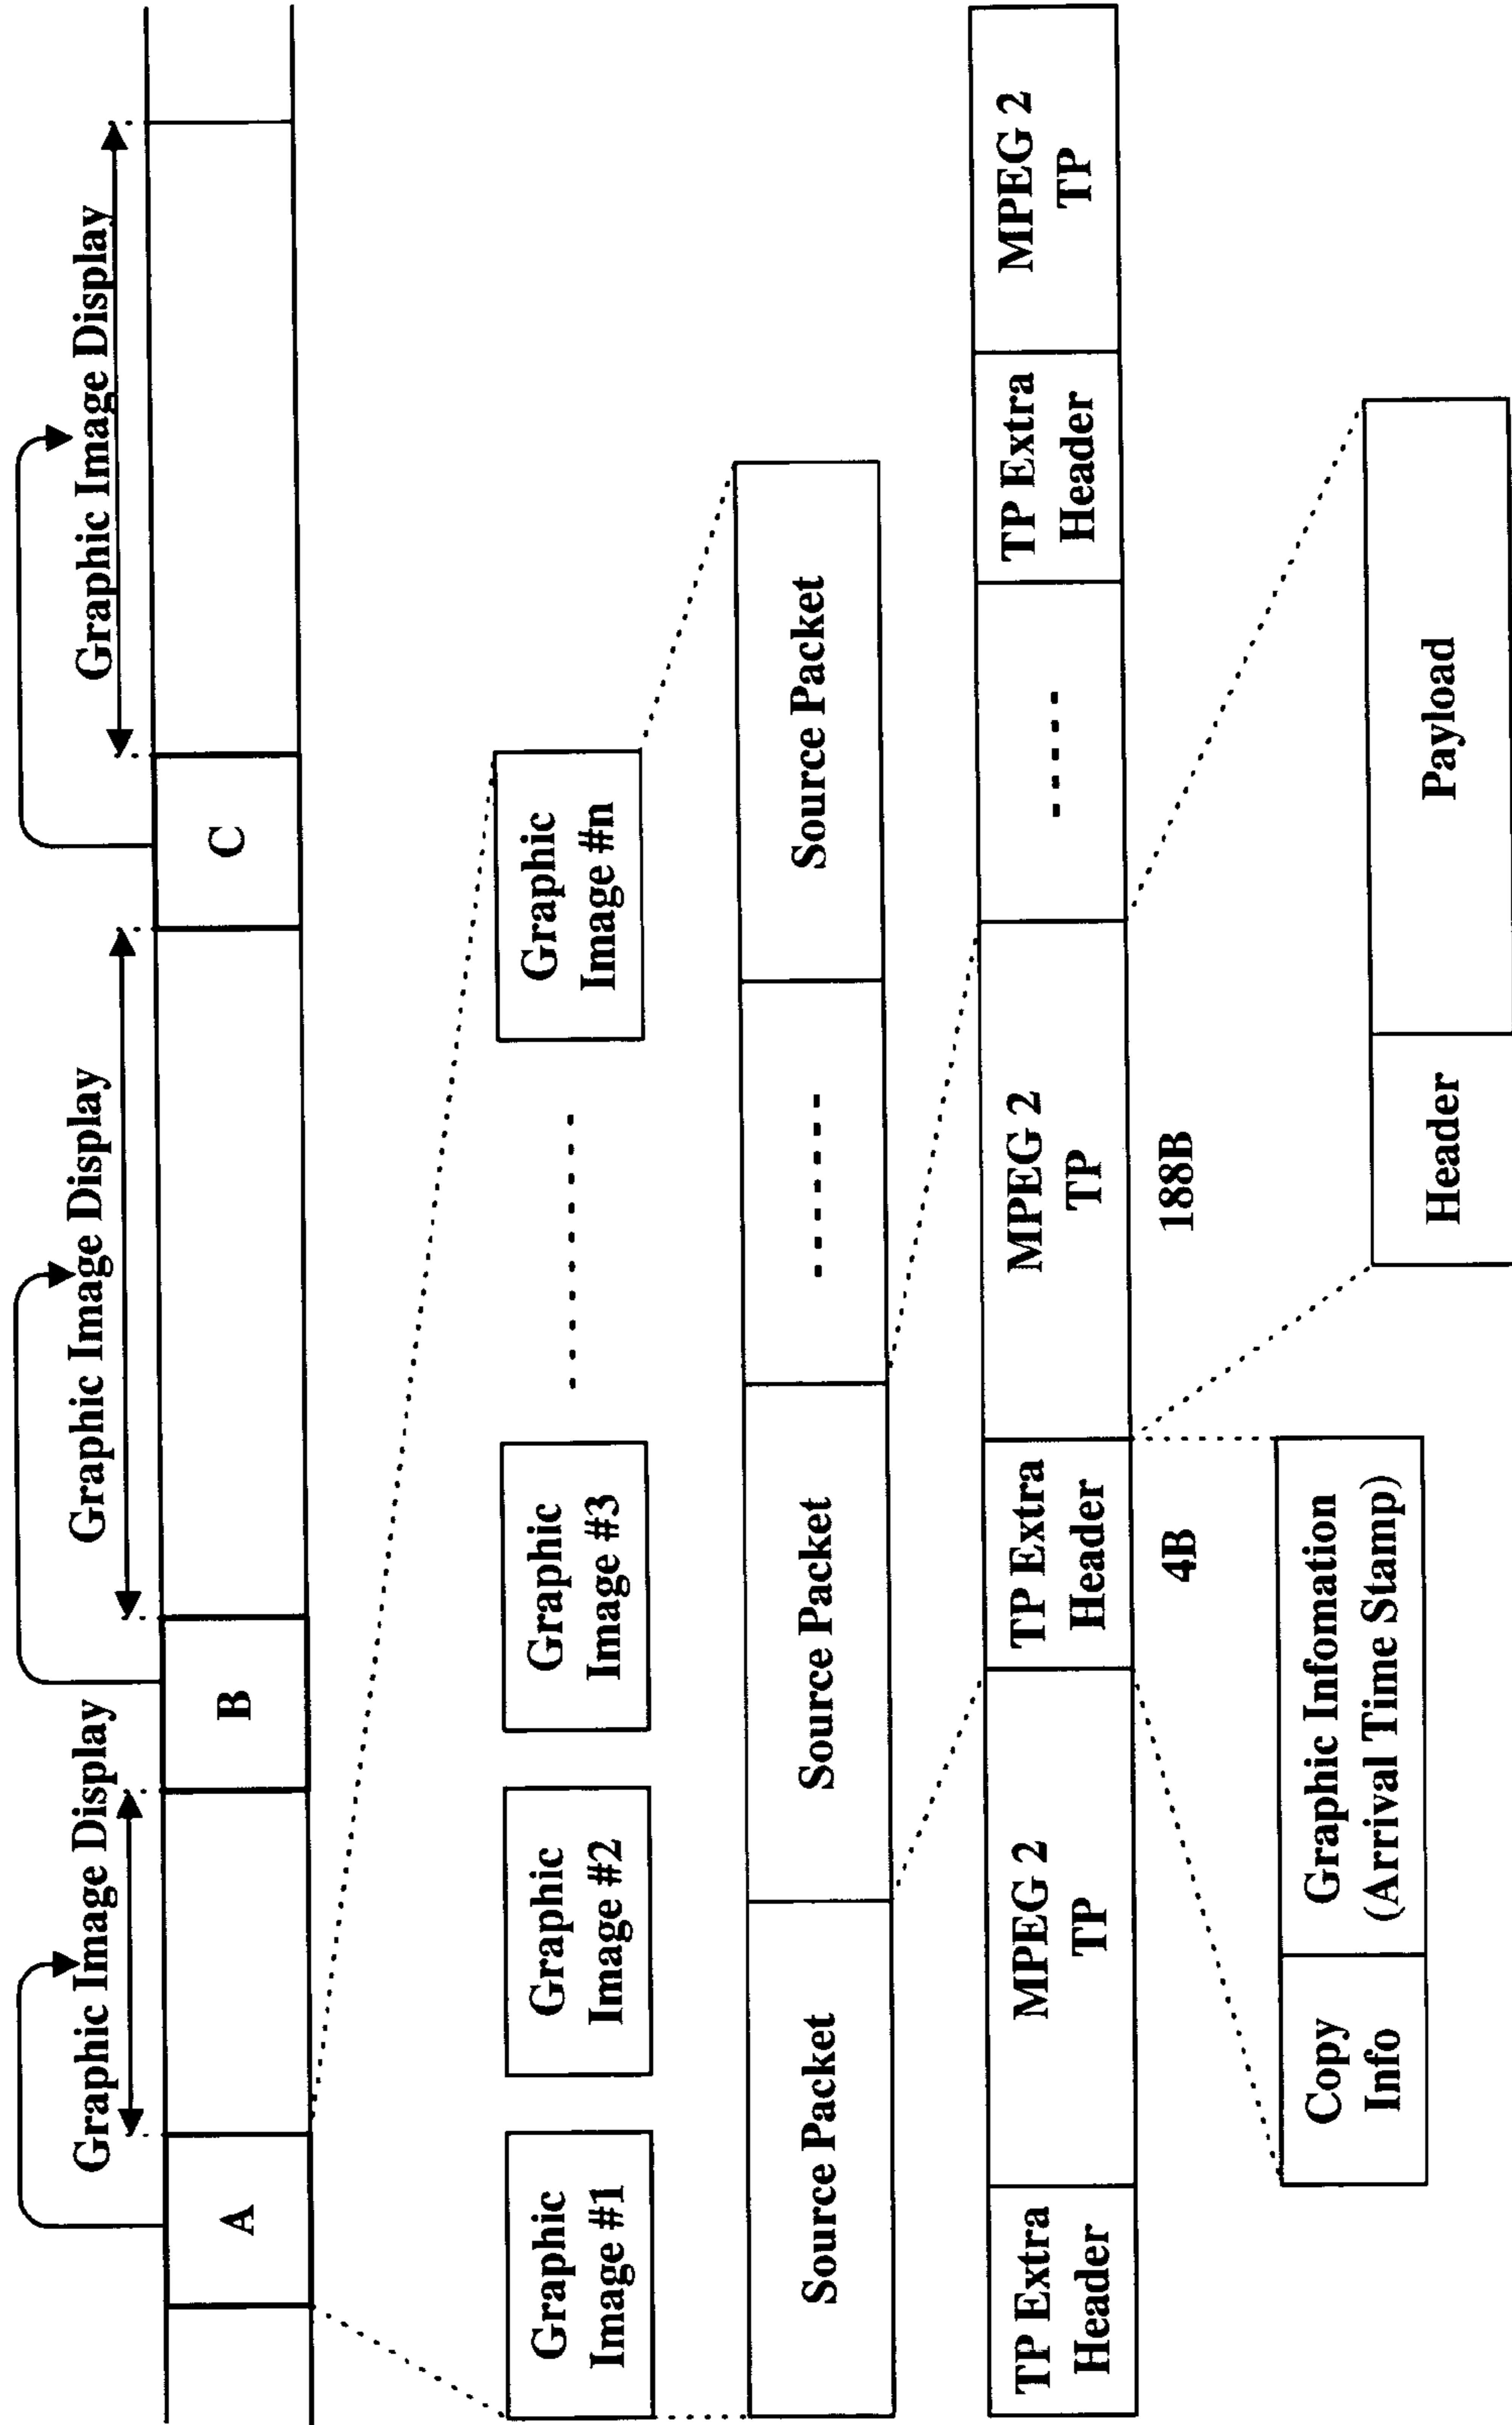 Graphic Image Display
Graphic Image Display
Graphic Image Display
A
B
C
Graphic
Image #1
Graphic
Image #2
Graphic
Image #3
Graphic
Image #n
Source Packet
Source Packet
Source Packet
TP Extra
Header
MPEG 2
TP
TP Extra
Header
MPEG 2
TP
TP Extra
Header
MPEG 2
TP
4B
188B
Copy
Info
Graphic Infomation
(Arrival Time Stamp)
Header
Payload